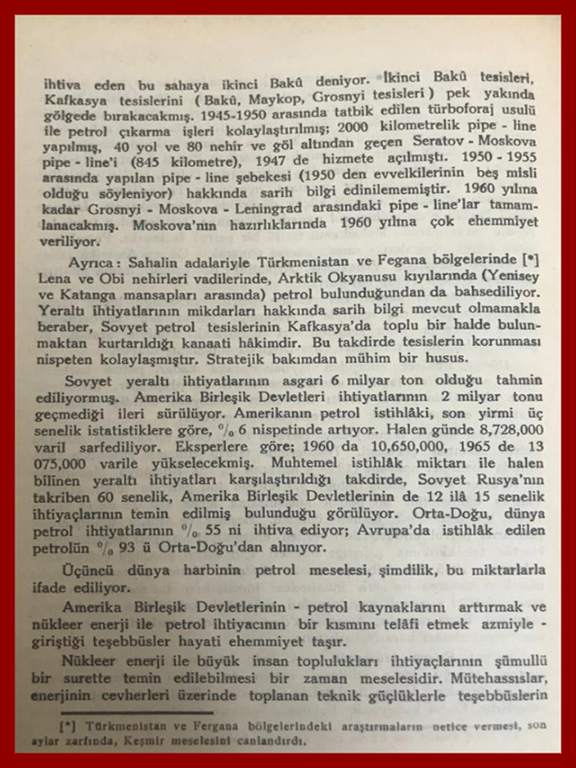 ihtiva eden bu sahaya ikinci Bakû deniyor. İkinci Bakû tesisleri,
Kafkasya tesislerini ( Bakû, Maykop, Grosnyi tesisleri ) pek yakında
gölgede bırakacakmış. 1945-1950 arasında tatbik edilen türboforaj usulü
ile petrol çıkarma işleri kolaylaştırılmış; 2000 kilometrelik pipe - line
yapılmış, 40 yol ve 80 nehir ve göl altından geçen Seratov - Moskova
pipe - line'i (845 kilometre), 1947 de hizmete açılmıştı. 1950 - 1955
arasında yapılan pipe - line şebekesi (1950 den evvelkilerinin beş misli
olduğu söyleniyor) hakkında sarih bilgi edinilememiştir. 1960 yılına
kadar Grosnyi - Moskova - Leningrad arasındaki pipe - line'lar tamam-
lanacakmış. Moskova'nın hazırlıklarında 1960 yılına çok ehemmiyet
veriliyor.
Ayrıca : Sahalin adalariyle Türkmenistan ve Fegana bölgelerinde [*]
Lena ve Obi nehirleri vadilerinde, Arktik Okyanusu kıyılarında (Yenisey
ve Katanga mansapları arasında) petrol bulunduğundan da bahsediliyor.
Yeraltı ihtiyatlarının mikdarları hakkında sarih bilgi mevcut olmamakla
beraber, Sovyet petrol tesislerinin Kafkasya'da toplu bir halde bulun-
maktan kurtarıldığı kanaati hâkimdir. Bu takdirde tesislerin korunması
nispeten kolaylaşmıştır. Stratejik bakımdan mühim bir husus.
Sovyet yeraltı ihtiyatlarının asgari 6 milyar ton olduğu tahmin
ediliyormuş. Amerika Birleşik Devletleri ihtiyatlarının 2 milyar tonu
geçmediği ileri sürülüyor. Amerikanın petrol istihlâki, son yirmi üç
senelik istatistiklere göre, % 6 nispetinde artıyor. Halen günde 8,728,000
varil sarfediliyor. Eksperlere göre; 1960 da 10,650,000, 1965 de 13
075,000 varile yükselecekmiş. Muhtemel istihlâk miktarı ile halen
bilinen yeraltı ihtiyatları karşılaştırıldığı takdirde, Sovyet Rusya'nın
takriben 60 senelik, Amerika Birleşik Devletlerinin de 12 ilâ 15 senelik
ihtiyaçlarının temin edilmiş bulunduğu görülüyor. Orta-Doğu, dünya
petrol ihtiyatlarının % 55 ni ihtiva ediyor; Avrupa'da istihlâk edilen
petrolün % 93 ü Orta-Doğu'dan alınıyor.
Üçüncü dünya harbinin petrol meselesi, şimdilik, bu miktarlarla
ifade ediliyor.
Amerika Birleşik Devletlerinin - petrol kaynaklarını arttırmak ve
nükleer enerji ile petrol ihtiyacının bir kısmını telâfi etmek azmiyle -
giriştiği teşebbüsler hayati ehemmiyet taşır.
Nükleer enerji ile büyük insan toplulukları ihtiyaçlarının şümullü
bir surette temin edilebilmesi bir zaman meselesidir. Mütehassıslar,
enerjinin cevherleri üzerinde toplanan teknik güçlüklerle teşebbüslerin
[*] Türkmenistan ve Fergana bölgelerindeki araştırmaların netice vermesi, son
aylar zarfında, Keşmir meselesini canlandırdı.